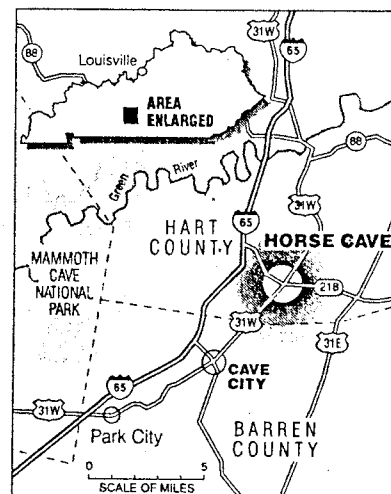 31W
65
88
Louisville
AREA
ENLARGED
88
Green
River
31W
65
HART
COUNTY
HORSE CAVE
MAMMOTH
CAVE
NATIONAL
PARK
218
31W
31E
CAVE
CITY
65
31W
Park City
BARREN
COUNTY
0
5
SCALE OF MILES